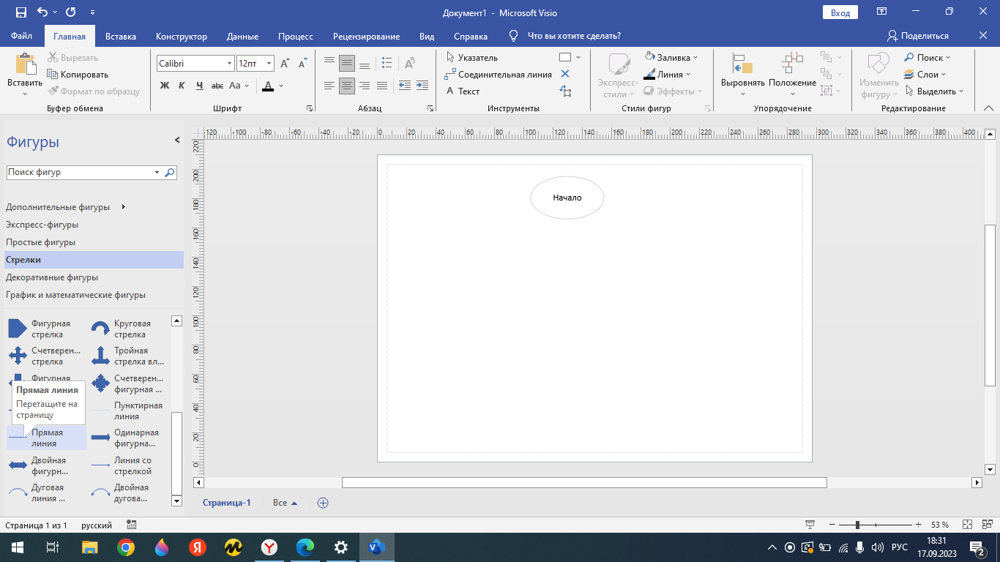 Документ1 - Microsoft Visio
Вход
Файл
Главная
Вставка
Конструктор
Данные
Процесс
Рецензирование
Вид
Справка
Что вы хотите сделать?
Поделиться
Вставить
Вырезать
Копировать
Формат по образцу
Буфер обмена
Calibri
12пт
Ж К Ч abc Aa A
Шрифт
Абзац
Указатель
Соединительная линия
Текст
Инструменты
Экспресс-
стили
Заливка
Линия
Эффекты
Стили фигур
Выровнять
Положение
Упорядочение
Изменить
фигуру
Поиск
Слои
Выделить
Редактирование
Фигуры
Поиск фигур
Дополнительные фигуры
Экспресс-фигуры
Простые фигуры
Стрелки
Декоративные фигуры
График и математические фигуры
Фигурная
стрелка
Круговая
стрелка
Счетверен...
стрелка
Тройная
стрелка вл...
Фигурная
Счетверен...
фигурная ...
Прямая линия
Перетащите на
страницу
Пунктирная
линия
Прямая
линия
Одинарная
фигурна...
Двойная
фигурн...
Линия со
стрелкой
Дуговая
линия ...
Двойная
дугова...
-120 -100 -80 -60 -40 -20 0 20 40 60 80 100 120 140 160 180 200 220 240 260 280 300 320 340 360 380 400
220
200
180
160
140
120
100
80
60
40
20
0
Начало
Страница-1
Все
Страница 1 из 1
русский
53 %
РУС
18:31
17.09.2023
2